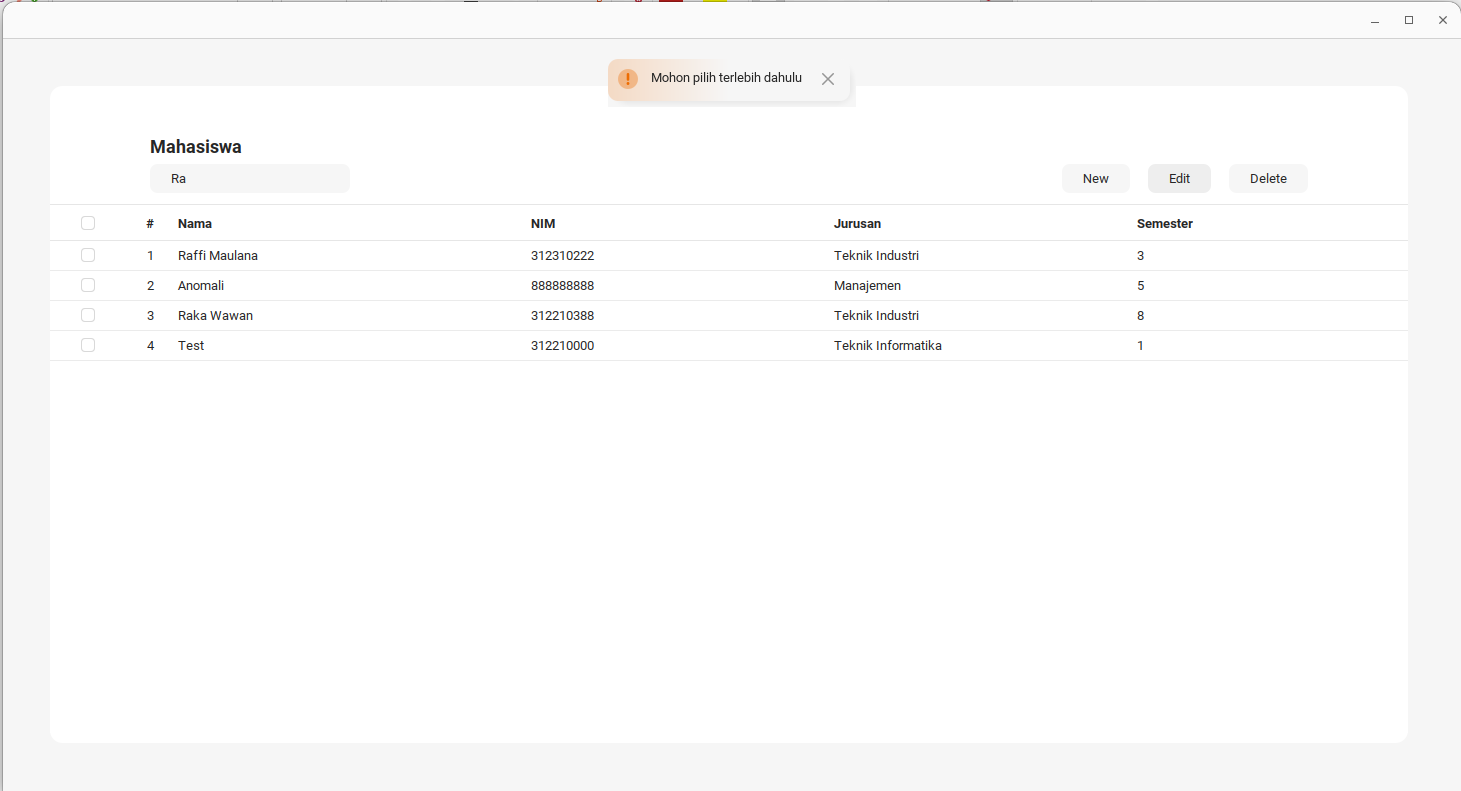 Mohon pilih terlebih dahulu
Mahasiswa
Ra
New Edit Delete
# Nama NIM Jurusan Semester
1 Raffi Maulana 312310222 Teknik Industri 3
2 Anomali 888888888 Manajemen 5
3 Raka Wawan 312210388 Teknik Industri 8
4 Test 312210000 Teknik Informatika 1